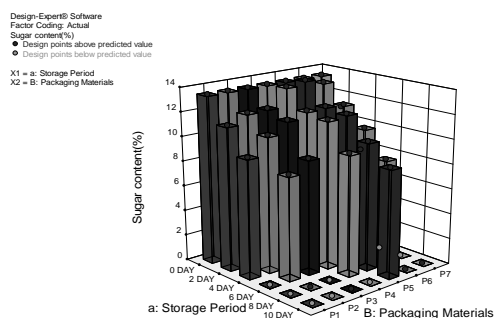 Design-Expert® Software
Factor Coding: Actual
Sugar content(%)
Design points above predicted value
Design points below predicted value
X1 = a: Storage Period
X2 = B: Packaging Materials
14
12
10
8
6
4
2
0
Sugar content(%)
0 DAY
2 DAY
4 DAY
6 DAY
8 DAY
10 DAY
a: Storage Period
P1
P2
P3
P4
P5
P6
P7
B: Packaging Materials